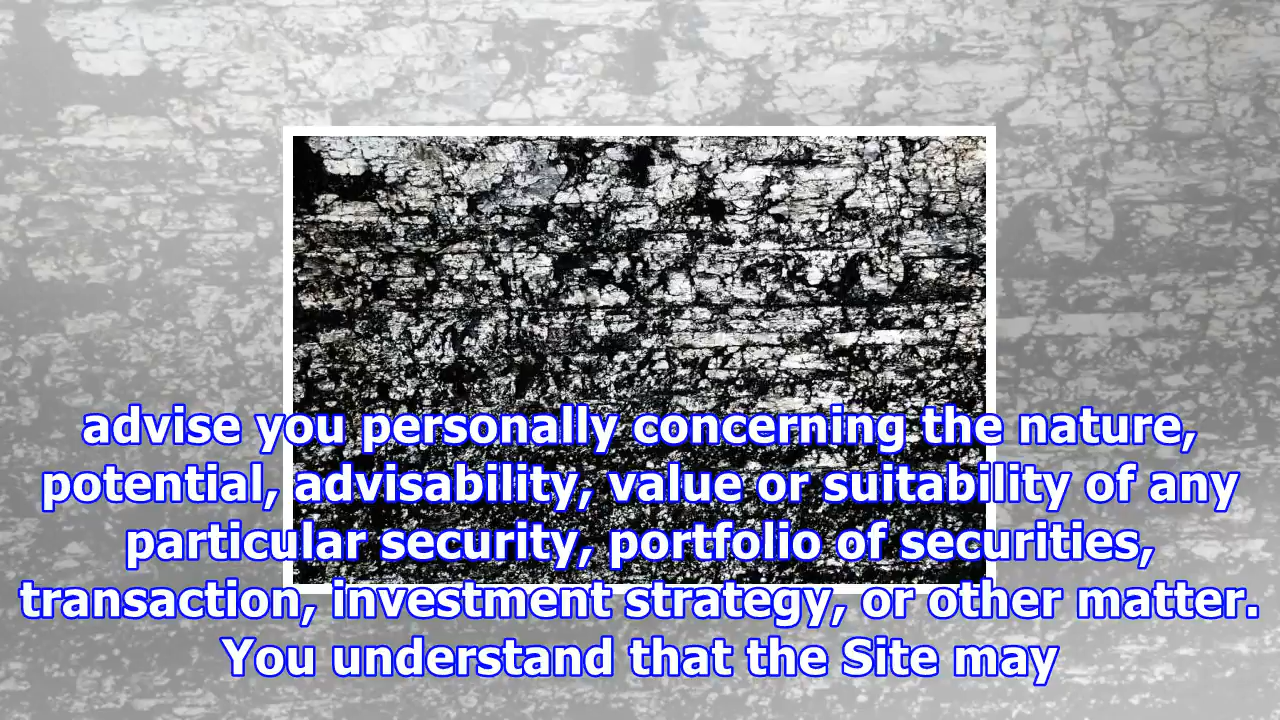 advise you personally concerning the nature,
potential, advisability, value or suitability of any
particular security, portfolio of securities,
transaction, investment strategy, or other matter.
You understand that the Site may